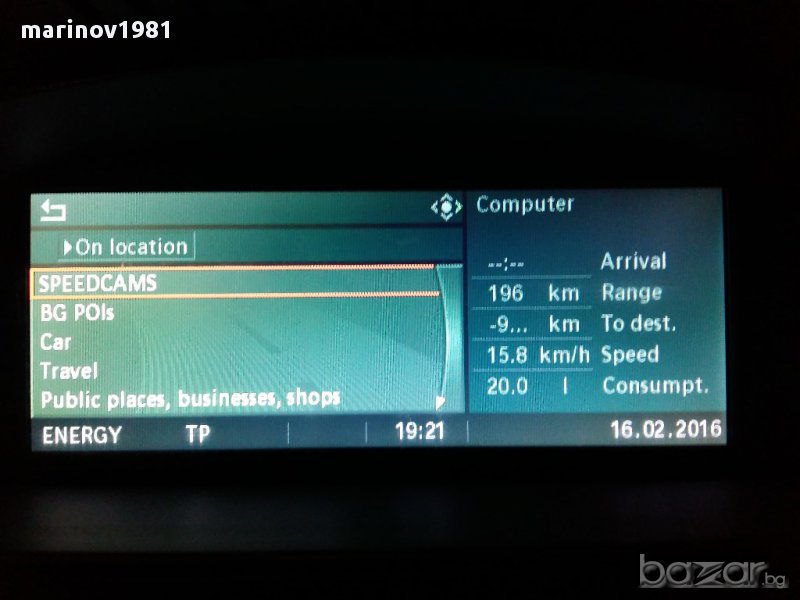 marinov1981
Computer
On location
SPEEDCAMS
BG POIs
Car
Travel
Public places, businesses, shops
--:-- Arrival
196 km Range
-9... km To dest.
15.8 km/h Speed
20.0 l Consumpt.
ENERGY TP 19:21 16.02.2016
bazar.bg